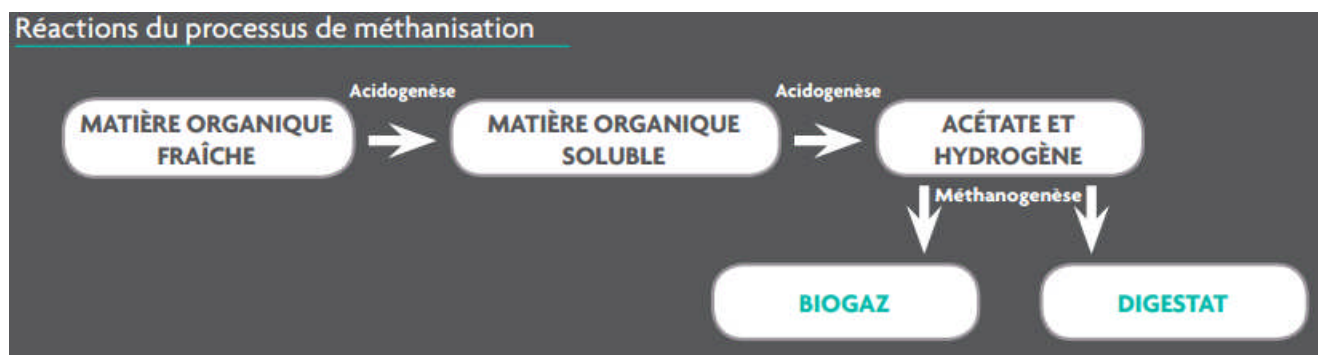 Réactions du processus de méthanisation
Acidogenèse
Acidogenèse
MATIÈRE ORGANIQUE
FRAÎCHE
MATIÈRE ORGANIQUE
SOLUBLE
ACÉTATE ET
HYDROGÈNE
Méthanogenèse
BIOGAZ
DIGESTAT